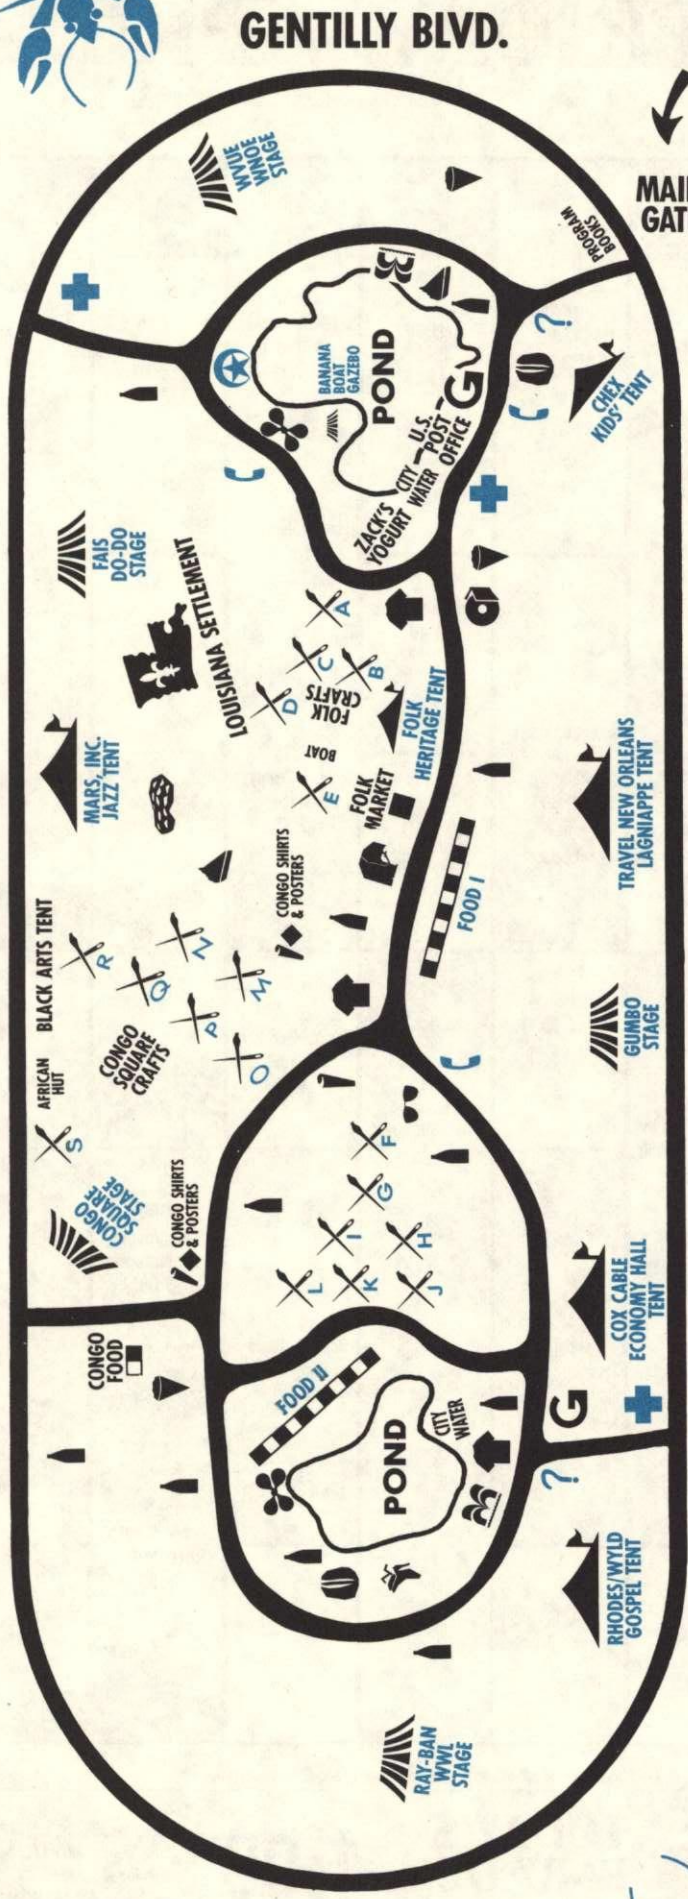 GENTILLY BLVD.
WVUE
WNOE
STAGE
PROGRAM
BOOKS
BANANA
BOAT
GAZEBO
POND
G
U.S.
POST
OFFICE
CITY
WATER
ZACK'S
YOGURT
?
CHEX
KIDS' TENT
FAIS
DO-DO
STAGE
LOUISIANA SETTLEMENT
A
B
C
D
FOLK
CRAFTS
FOLK
HERITAGE TENT
BOAT
E
FOLK
MARKET
MARS, INC.
JAZZ TENT
TRAVEL NEW ORLEANS
LAGNIAPPE TENT
CONGO SHIRTS
& POSTERS
FOOD I
BLACK ARTS TENT
R
N
Q
M
P
O
CONGO
SQUARE
CRAFTS
AFRICAN
HUT
S
GUMBO
STAGE
CONGO
SQUARE
STAGE
CONGO SHIRTS
& POSTERS
F
G
I
H
L
K
J
COX CABLE
ECONOMY HALL
TENT
CONGO
FOOD
FOOD II
POND
CITY
WATER
G
?
RHODES/WYLD
GOSPEL TENT
RAY-BAN
WWL
STAGE